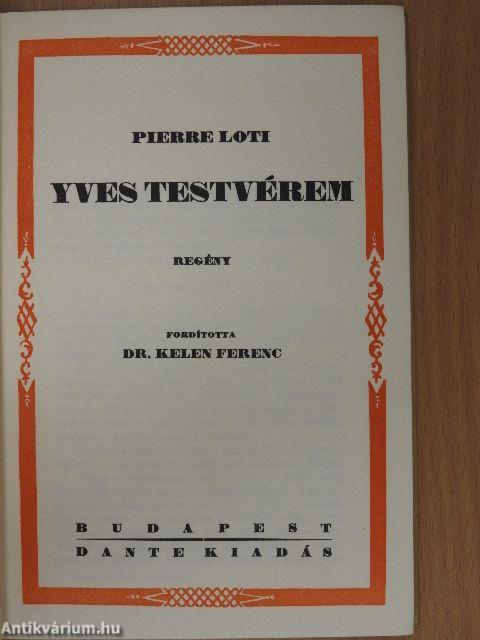 PIERRE LOTI
YVES TESTVÉREM
REGÉNY
FORDÍTOTTA
DR. KELEN FERENC
BUDAPEST
DANTE KIADÁS
Antikvárium.hu